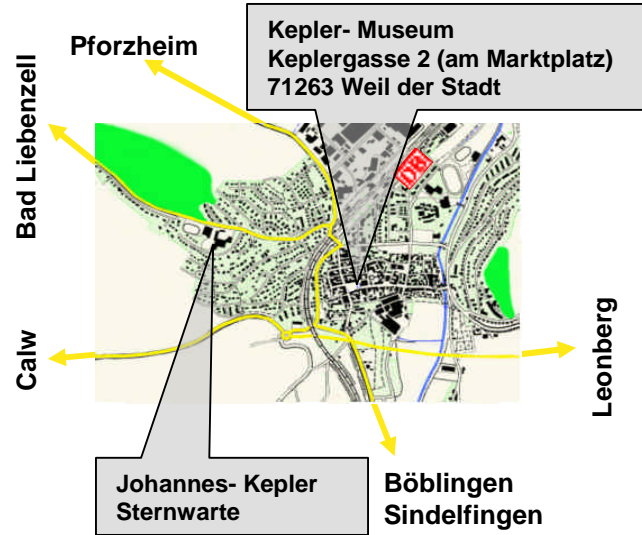 Pforzheim
Kepler- Museum
Keplergasse 2 (am Marktplatz)
71263 Weil der Stadt
Bad Liebenzell
DB
Calw
Leonberg
Johannes- Kepler
Sternwarte
Böblingen
Sindelfingen